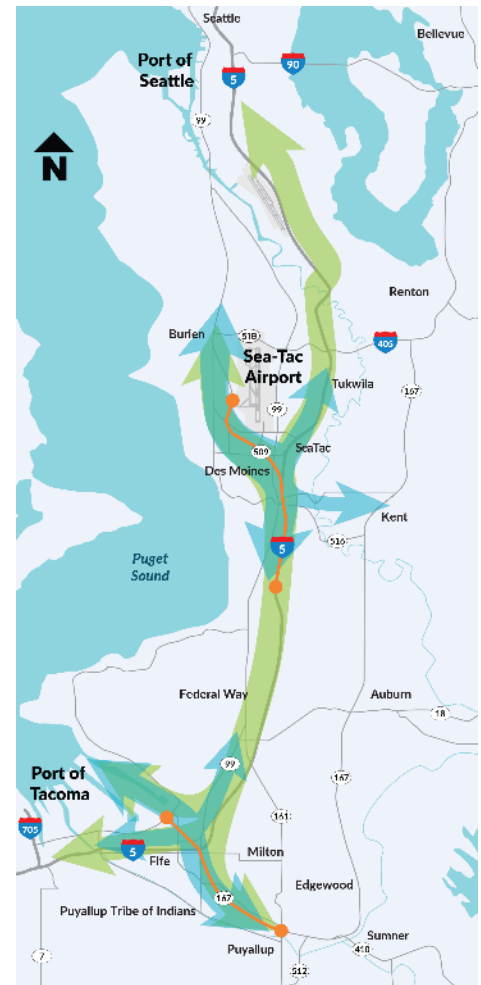 Seattle
Bellevue
Port of
Seattle
90
5
99
N
Renton
Burien
518
405
Sea-Tac
Airport
Tukwila
167
99
SeaTac
509
Des Moines
Kent
516
5
Puget
Sound
Federal Way
Auburn
18
99
Port of
Tacoma
167
161
705
5
Fife
Milton
Edgewood
167
Puyallup Tribe of Indians
Sumner
Puyallup
410
7
512